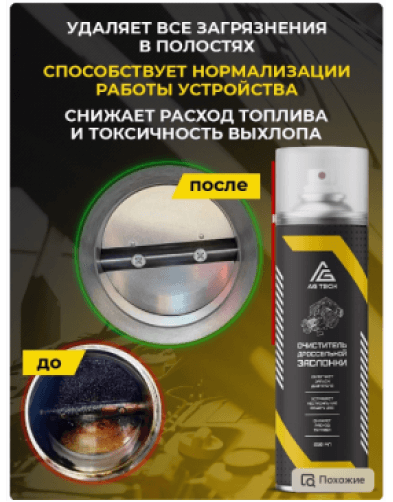 УДАЛЯЕТ ВСЕ ЗАГРЯЗНЕНИЯ
В ПОЛОСТЯХ
СПОСОБСТВУЕТ НОРМАЛИЗАЦИИ
РАБОТЫ УСТРОЙСТВА
СНИЖАЕТ РАСХОД ТОПЛИВА
И ТОКСИЧНОСТЬ ВЫХЛОПА
после
до
AG TECH
ОЧИСТИТЕЛЬ
ДРОССЕЛЬНОЙ
ЗАСЛОНКИ
Похожие